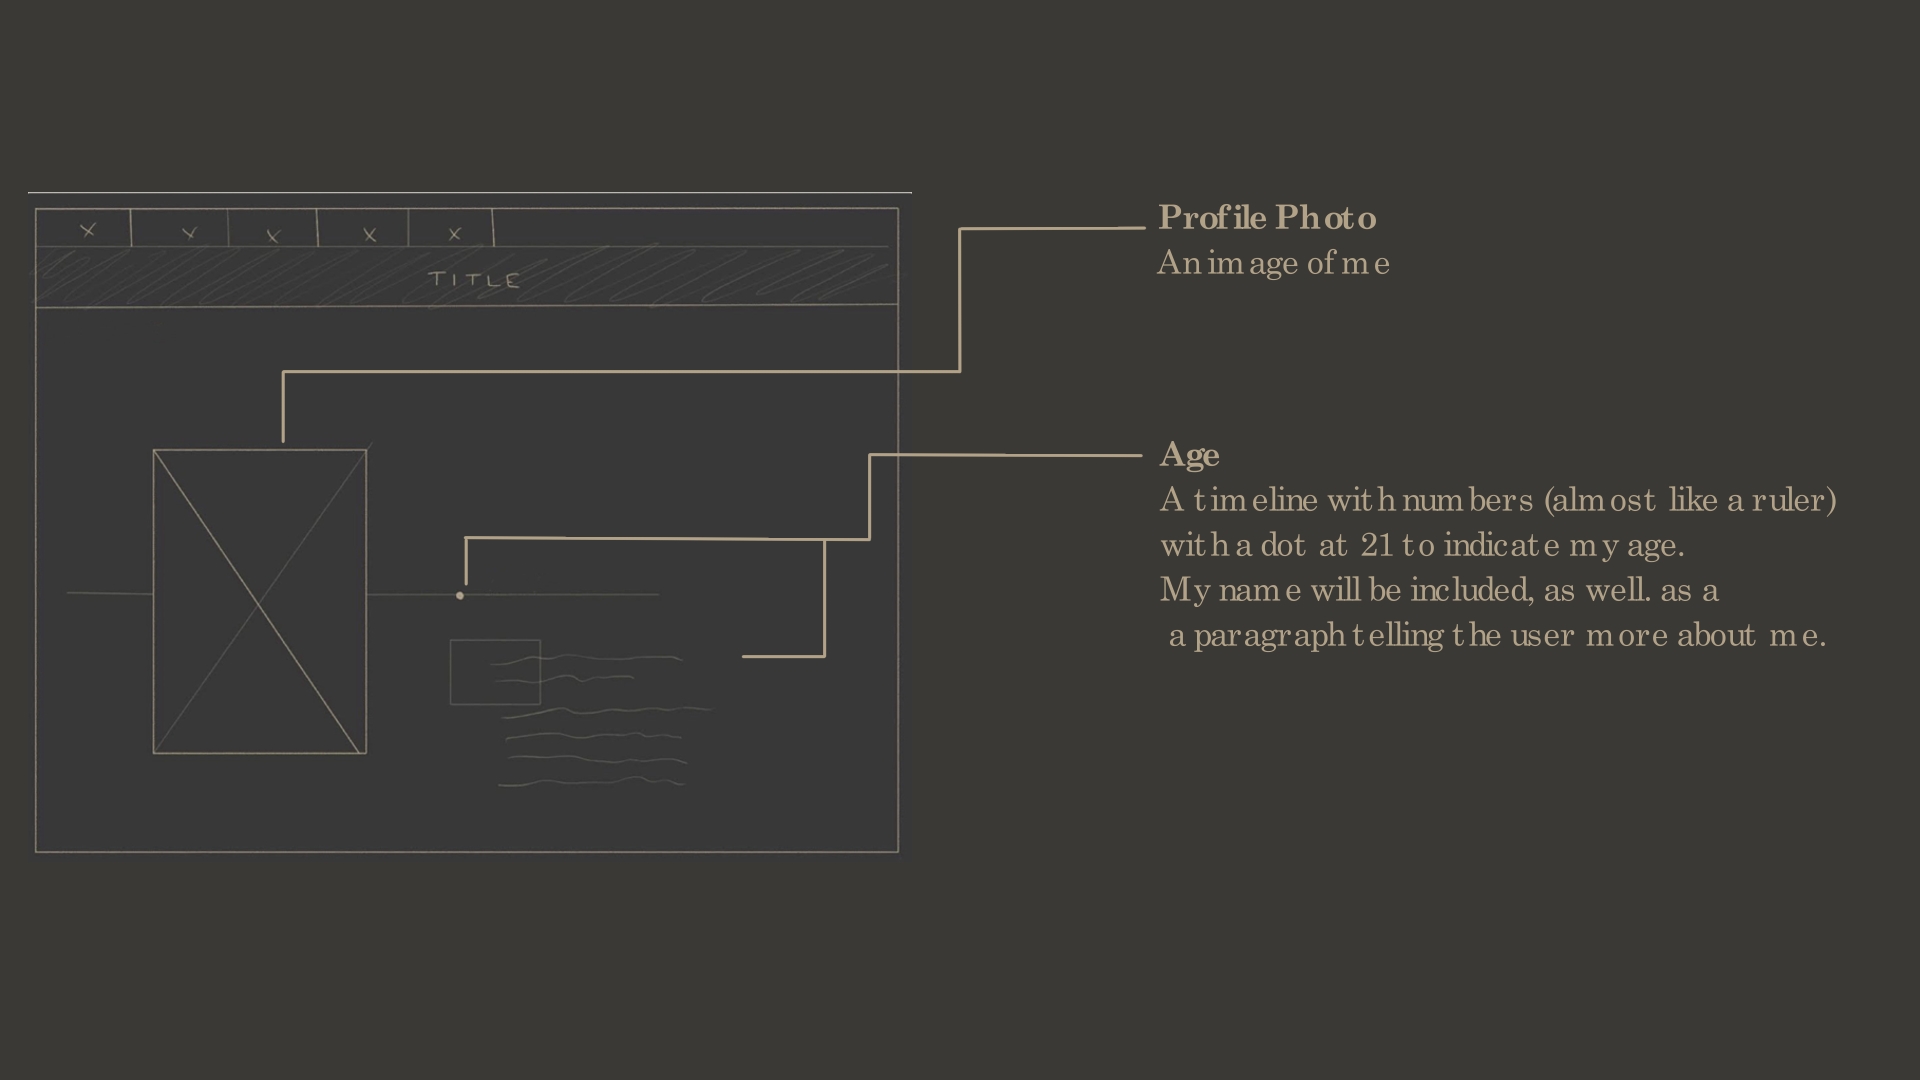 X X X X X
TITLE
Profile Photo
An image of me
Age
A timeline with numbers (almost like a ruler)
with a dot at 21 to indicate my age.
My name will be included, as well. as a
a paragraph telling the user more about me.